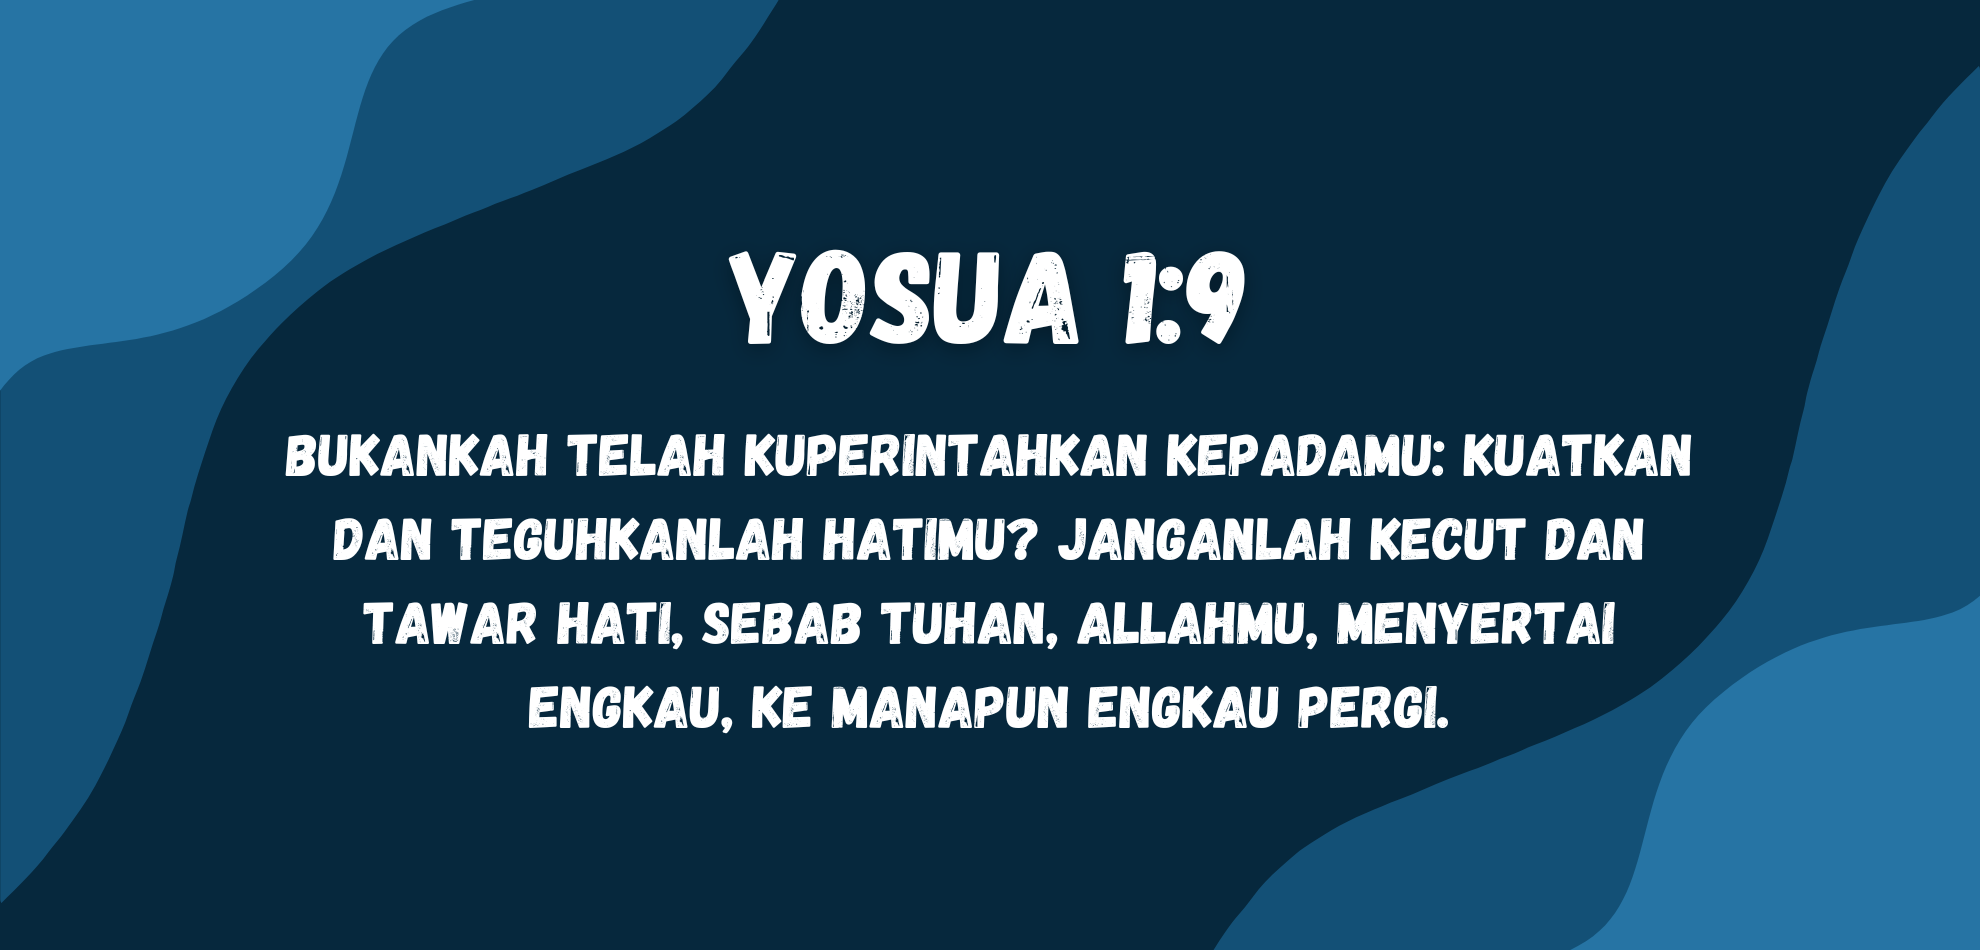 YOSUA 1:9
BUKANKAH TELAH KUPERINTAHKAN KEPADAMU: KUATKAN
DAN TEGUHKANLAH HATIMU? JANGANLAH KECUT DAN
TAWAR HATI, SEBAB TUHAN, ALLAHMU, MENYERTAI
ENGKAU, KE MANAPUN ENGKAU PERGI.